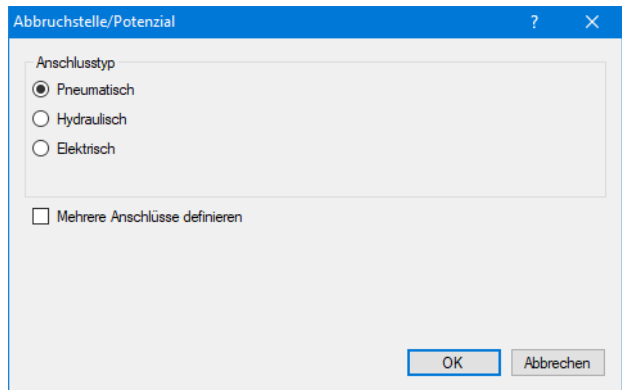 Abbruchstelle/Potenzial ?
Anschlusstyp
Pneumatisch
Hydraulisch
Elektrisch
Mehrere Anschlüsse definieren
OK Abbrechen